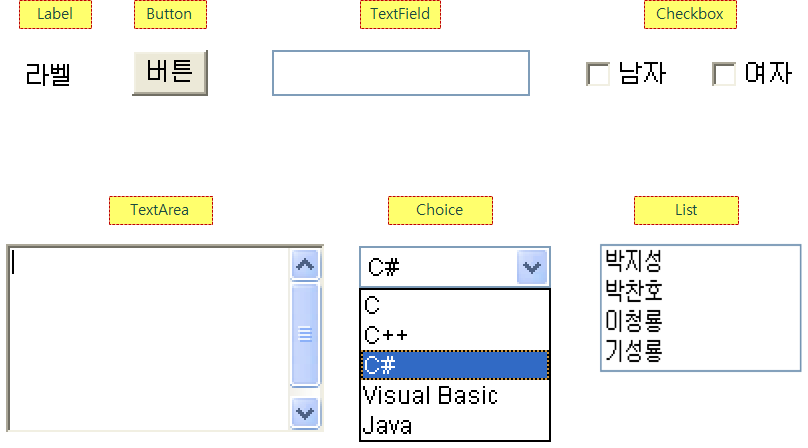 Label
Button
TextField
Checkbox
라벨
버튼
남자
여자
TextArea
Choice
List
C#
C
C++
C#
Visual Basic
Java
박지성
박찬호
이청룡
기성룡